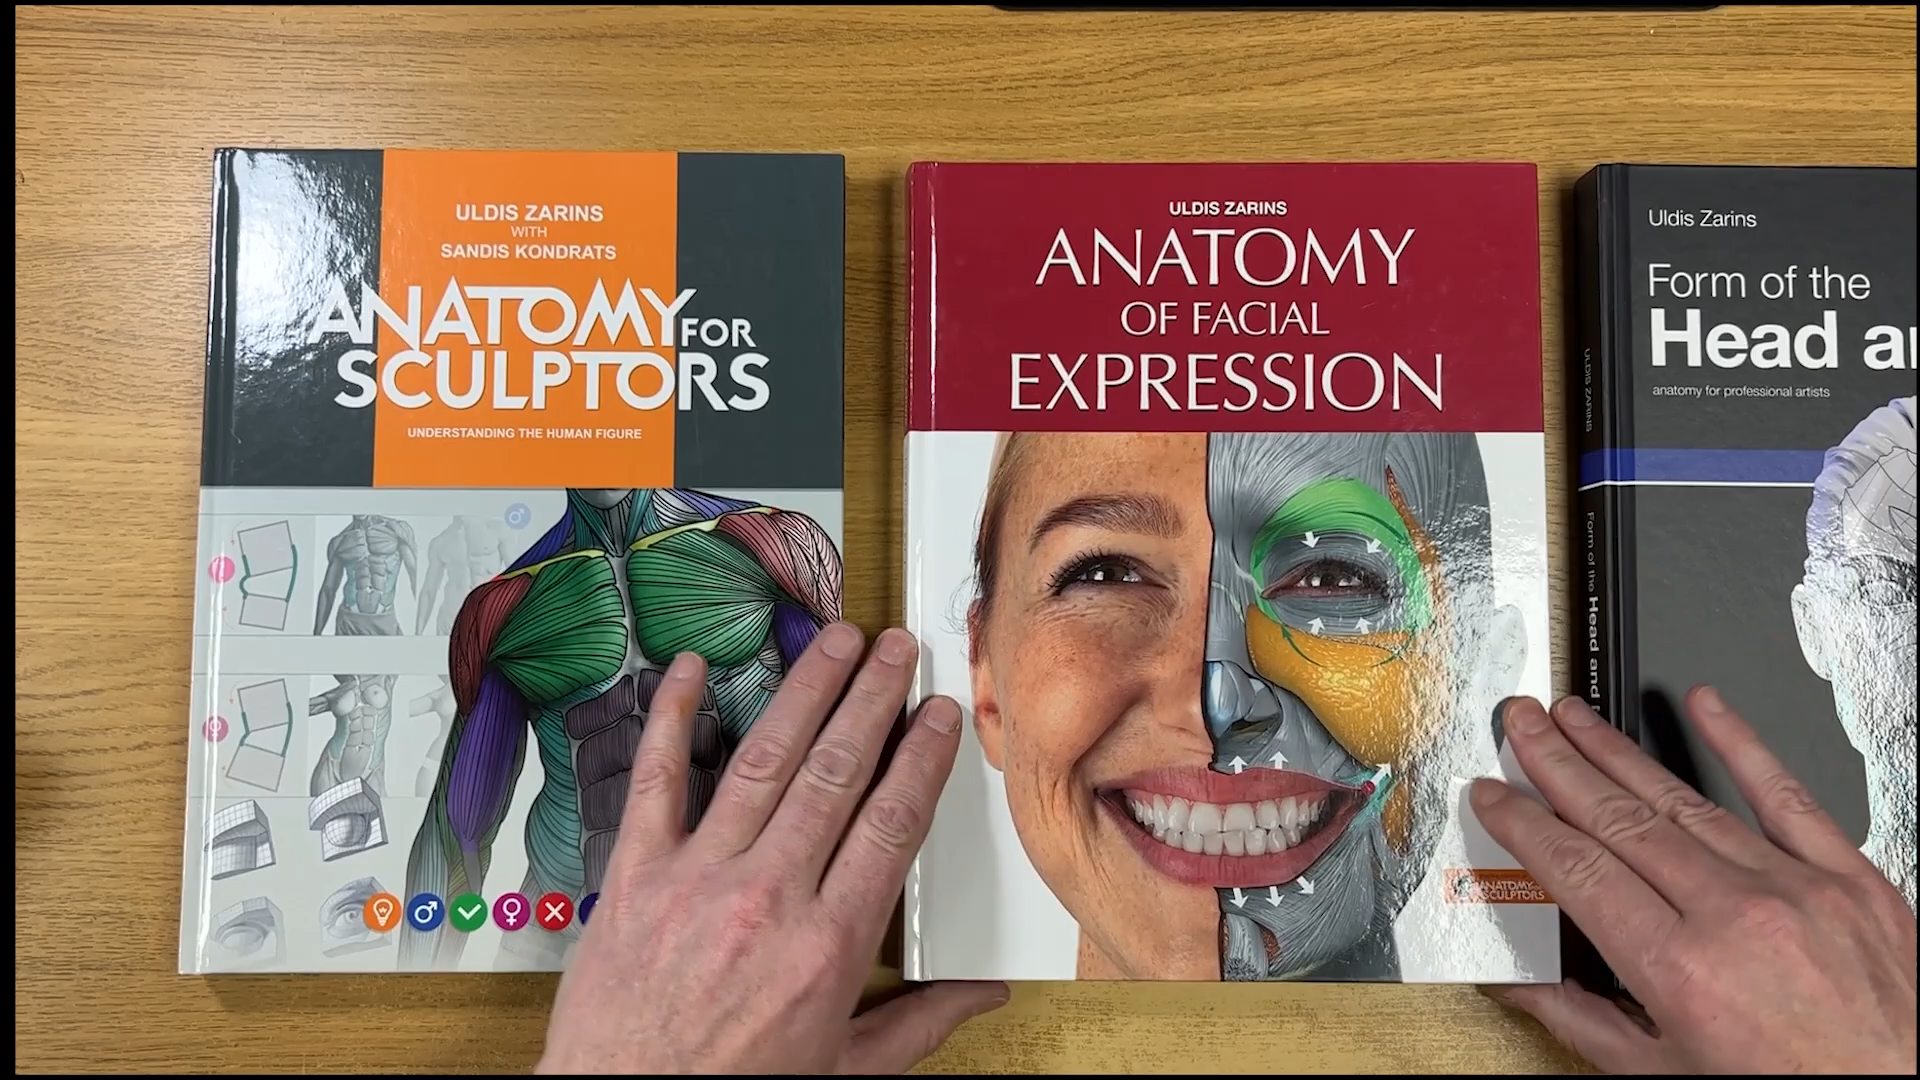 ULDIS ZARINS
WITH
SANDIS KONDRATS
ANATOMY FOR
SCULPTORS
UNDERSTANDING THE HUMAN FIGURE
ULDIS ZARINS
ANATOMY
OF FACIAL
EXPRESSION
ANATOMY
SCULPTORS
ULDIS ZARINS
Form of the Head and
Uldis Zarins
Form of the
Head
anatomy for professional artists